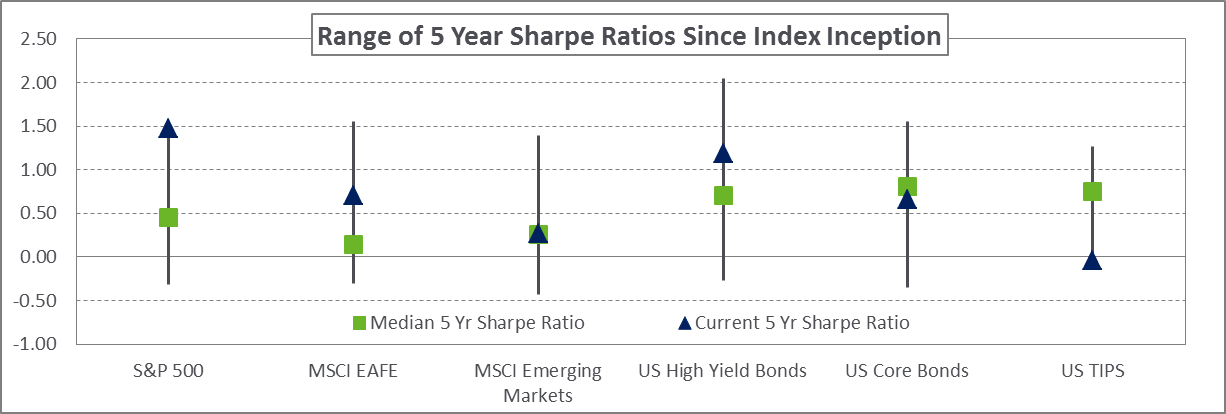 Range of 5 Year Sharpe Ratios Since Index Inception
2.50
2.00
1.50
1.00
0.50
0.00
-0.50
-1.00
Median 5 Yr Sharpe Ratio
Current 5 Yr Sharpe Ratio
S&P 500
MSCI EAFE
MSCI Emerging
Markets
US High Yield Bonds
US Core Bonds
US TIPS